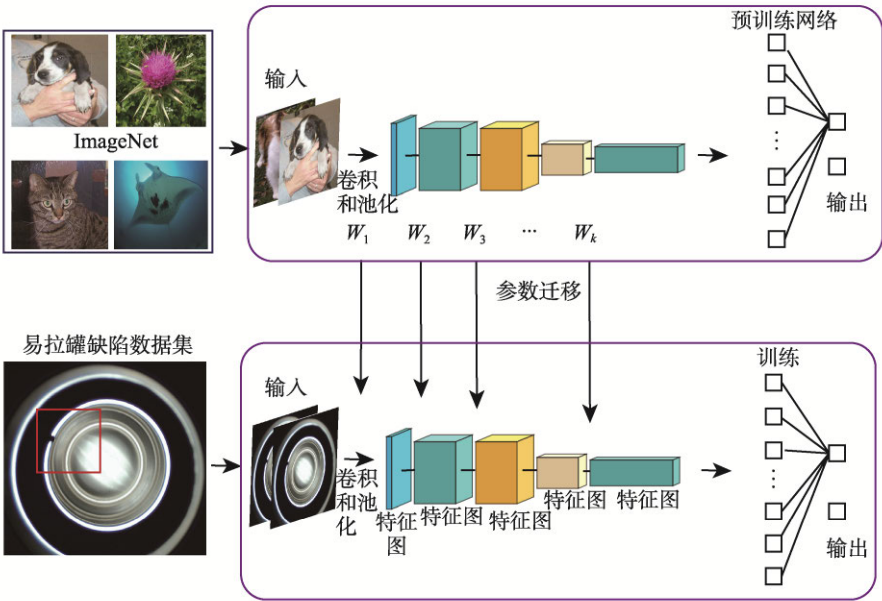 预训练网络
输入
ImageNet
卷积
和池化
输出
W1 W2 W3 ... Wk
参数迁移
易拉罐缺陷数据集
训练
输入
卷积
和池
化
特征
图
特征图
特征图
特征图
特征图
输出